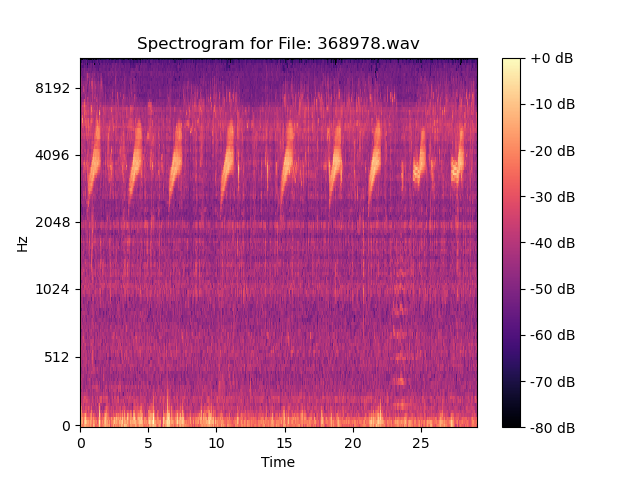 Spectrogram for File: 368978.wav
8192
4096
2048
1024
512
0
Hz
0 5 10 15 20 25
Time
+0 dB
-10 dB
-20 dB
-30 dB
-40 dB
-50 dB
-60 dB
-70 dB
-80 dB